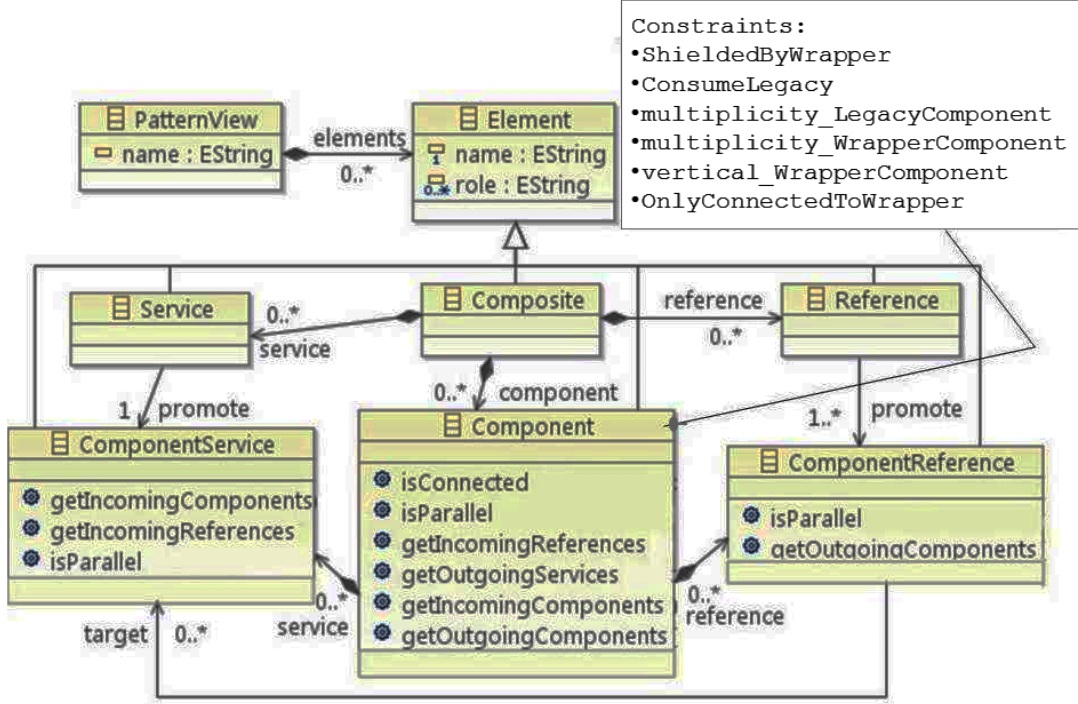 Constraints:
•ShieldedByWrapper
•ConsumeLegacy
•multiplicity_LegacyComponent
•multiplicity_WrapperComponent
•vertical_WrapperComponent
•OnlyConnectedToWrapper
PatternView
name : EString
elements
0..*
Element
1
name : EString
0..*
role : EString
Service
0..*
service
Composite
reference
0..*
Reference
1 promote
0..* component
1..* promote
ComponentService
getIncomingComponents
getIncomingReferences
isParallel
Component
isConnected
isParallel
getIncomingReferences
getOutgoingServices
getIncomingComponents
getOutgoingComponents
ComponentReference
isParallel
getOutgoingComponents
0..*
service
0..*
reference
target 0..*